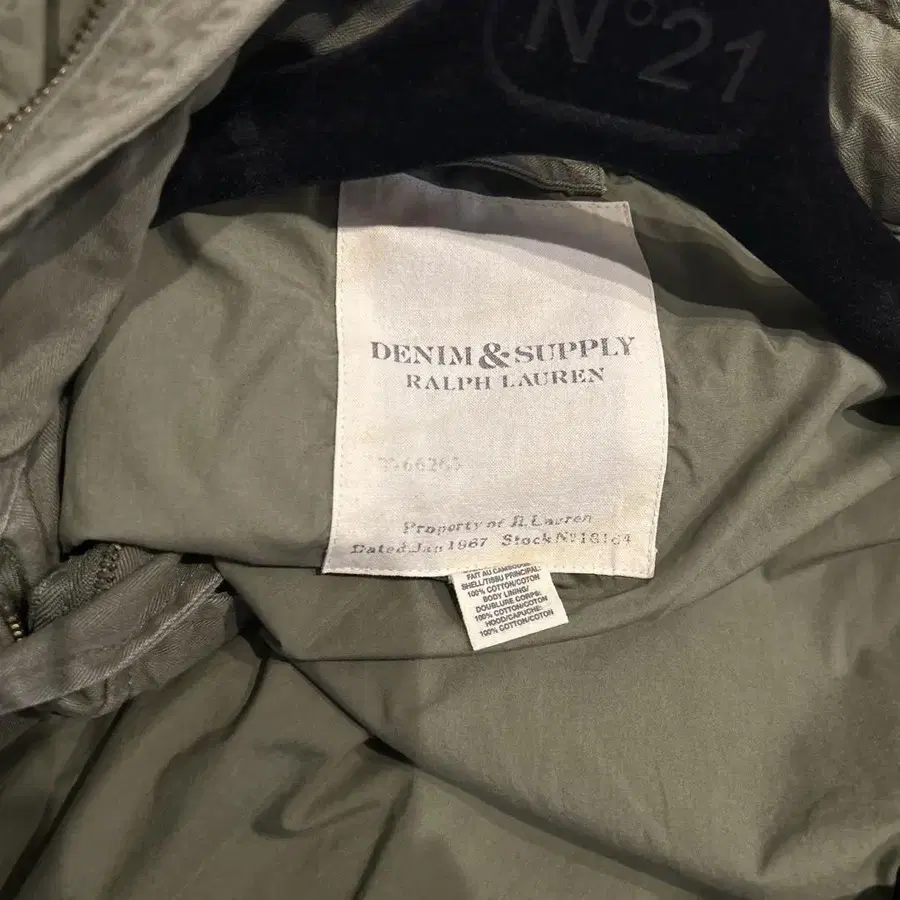 N°21
DENIM & SUPPLY
RALPH LAUREN
Property of R. Lauren
Dated Jan 1967 Stock Nº18164
FAIT AU CAMBODGE
SHELL/TISSU PRINCIPAL:
100% COTTON/COTON
BODY LINING/
DOUBLURE CORPS:
100% COTTON/COTON
HOOD/CAPUCHE:
100% COTTON/COTON